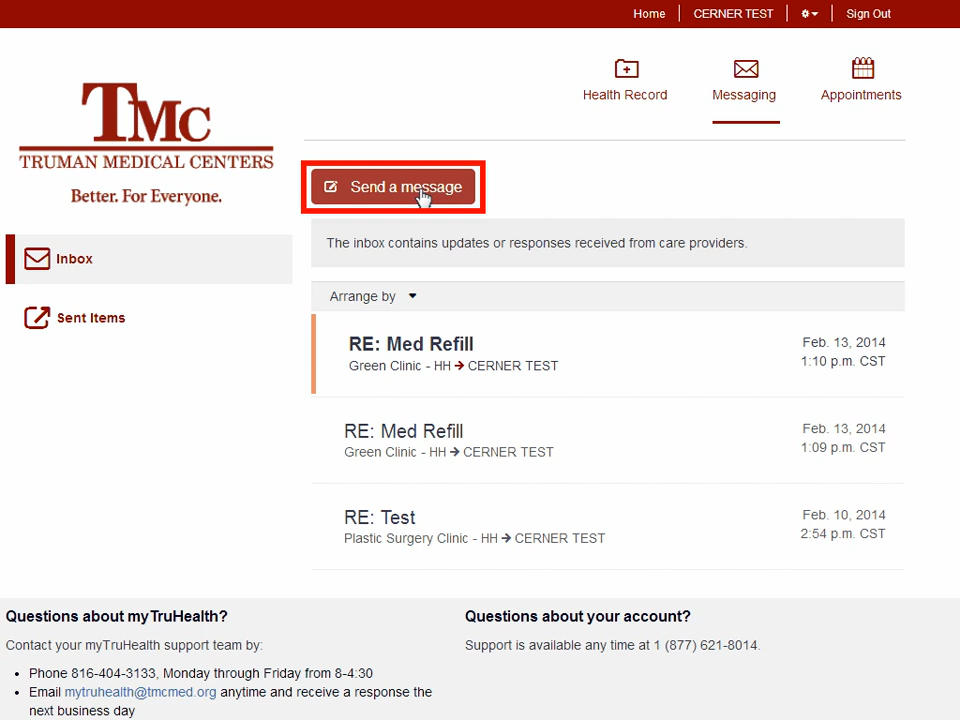 Home CERNER TEST Sign Out
Health Record Messaging Appointments
TMC
TRUMAN MEDICAL CENTERS
Better. For Everyone.
Send a message
The inbox contains updates or responses received from care providers.
Inbox
Sent Items
Arrange by
RE: Med Refill
Green Clinic - HH → CERNER TEST
Feb. 13, 2014
1:10 p.m. CST
RE: Med Refill
Green Clinic - HH → CERNER TEST
Feb. 13, 2014
1:09 p.m. CST
RE: Test
Plastic Surgery Clinic - HH → CERNER TEST
Feb. 10, 2014
2:54 p.m. CST
Questions about myTruHealth?
Contact your myTruHealth support team by:
• Phone 816-404-3133, Monday through Friday from 8-4:30
• Email mytruhealth@tmcmed.org anytime and receive a response the
next business day
Questions about your account?
Support is available any time at 1 (877) 621-8014.